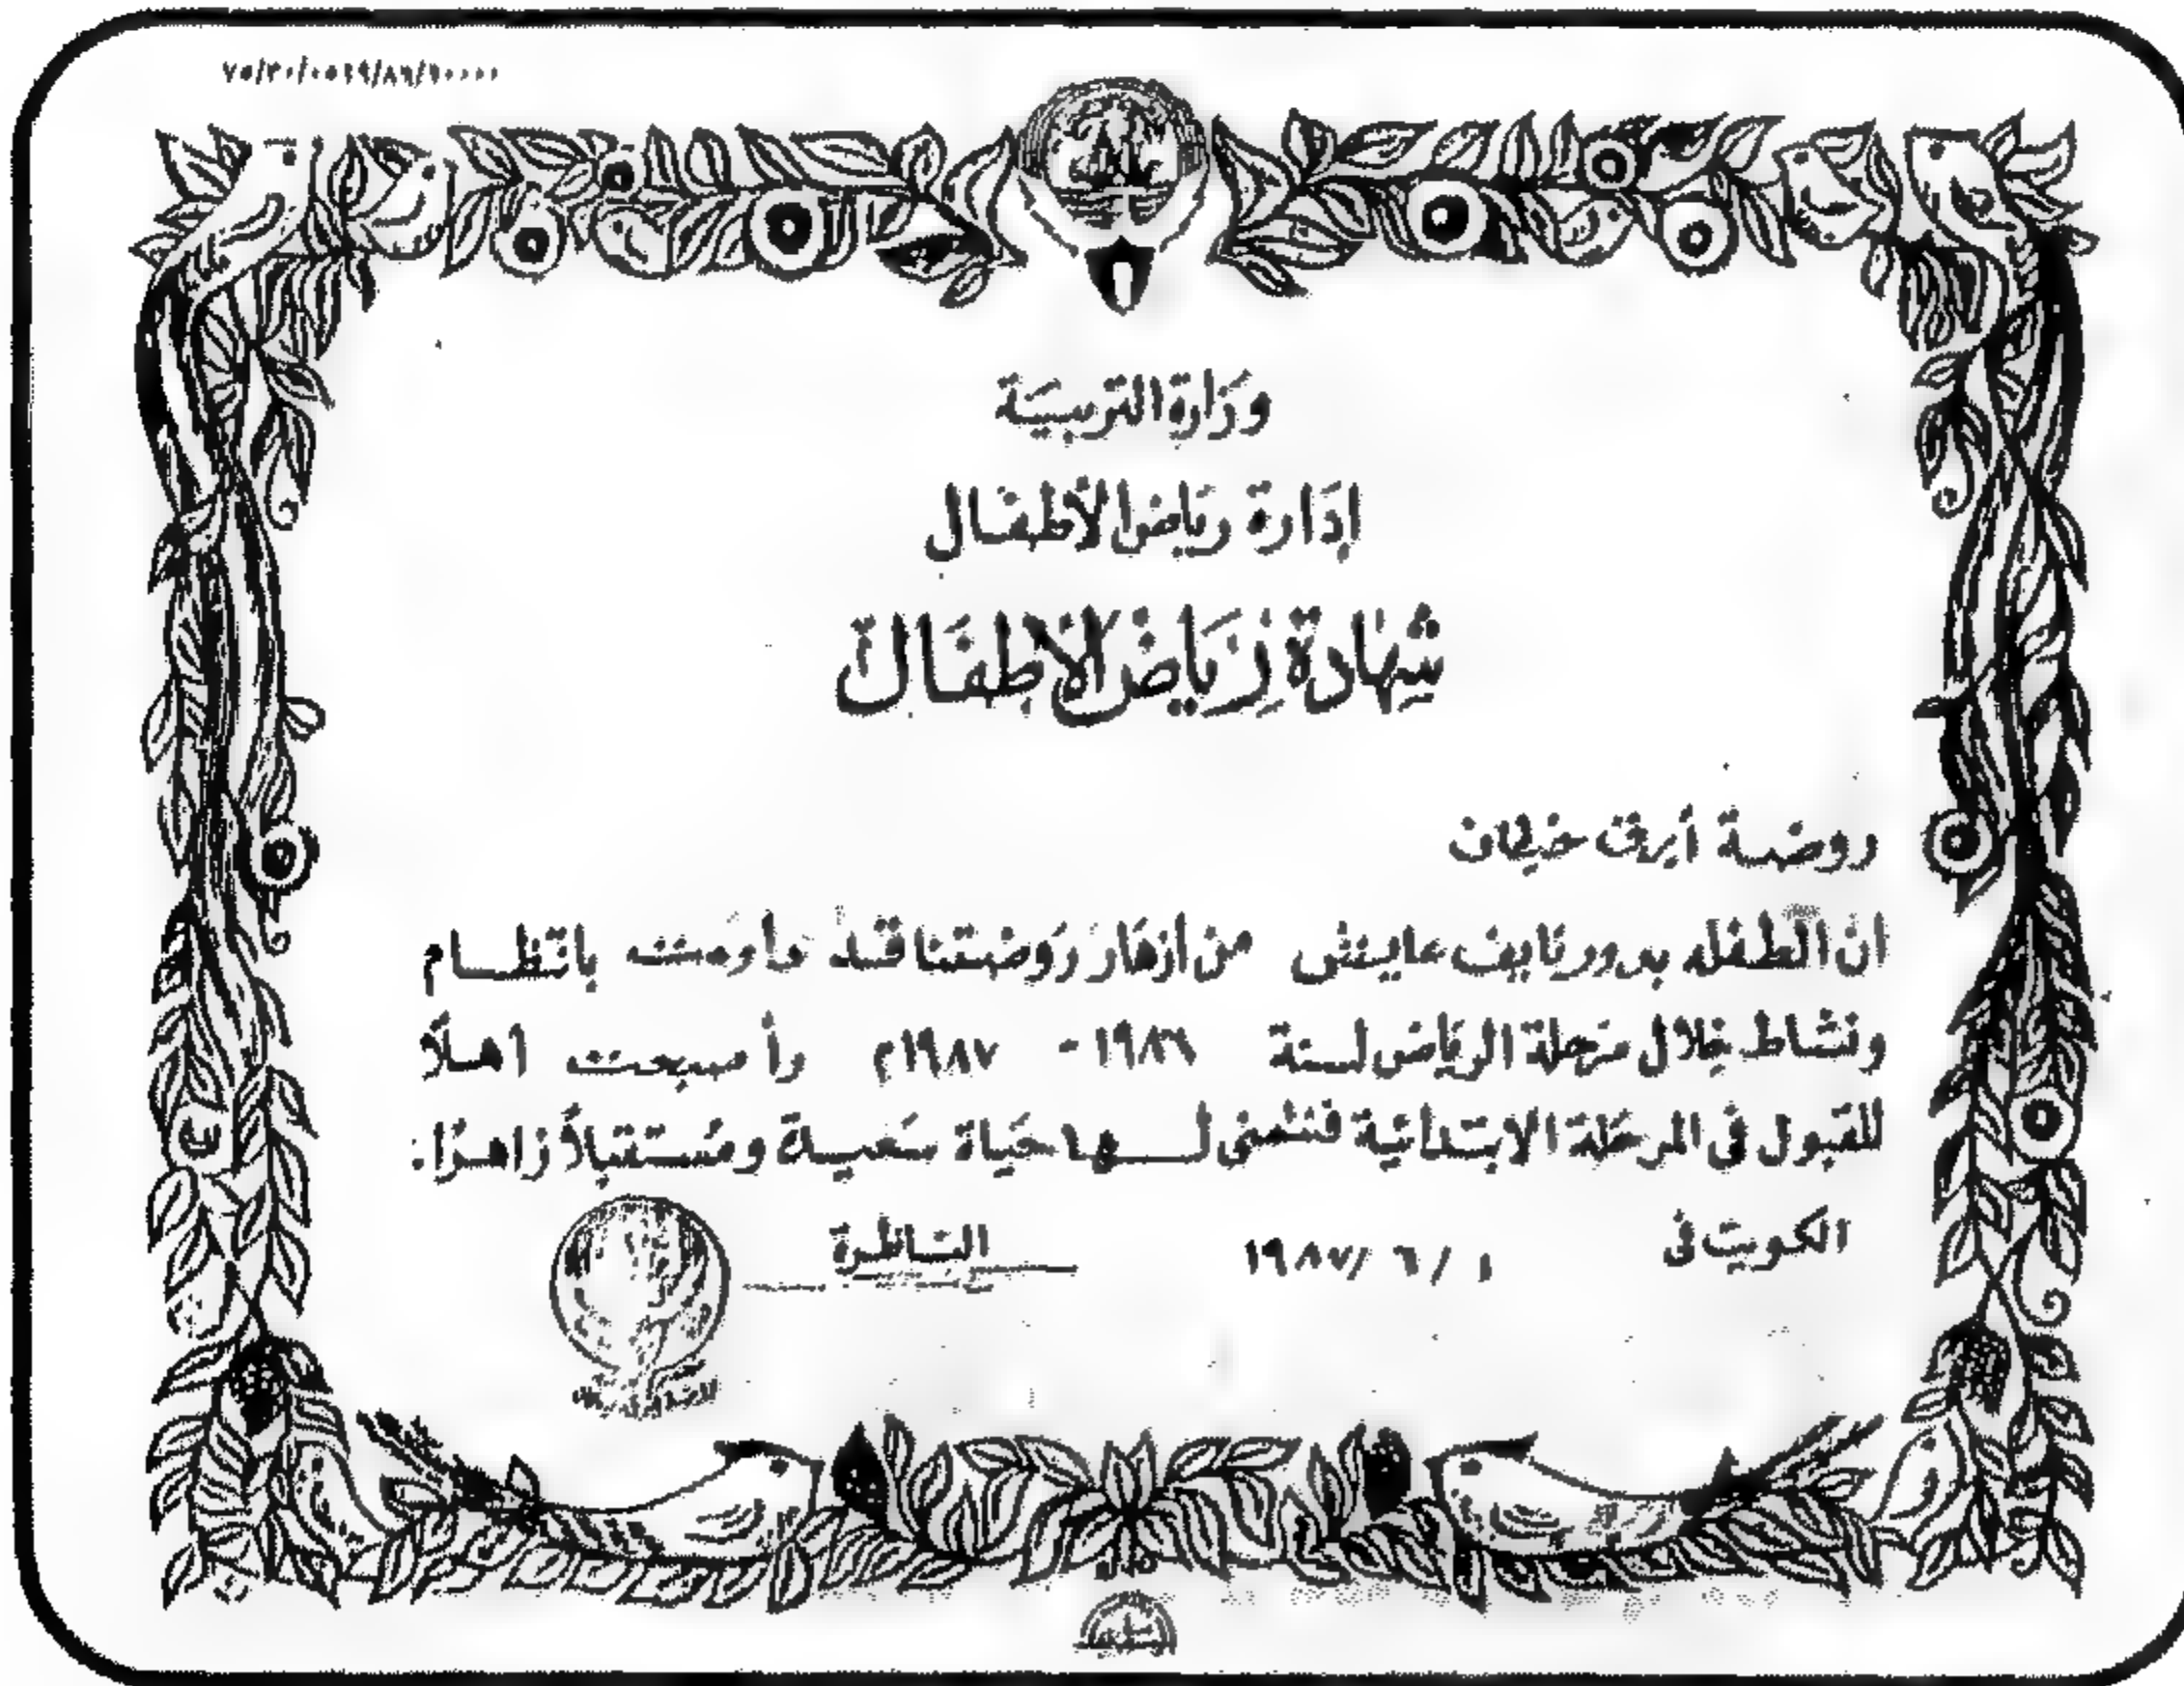 وزارة التربية
إدارة رياض الأطفال
شهادة رياض الأطفال
روضة أبرق خيطان
ان الطفلة بدور نايف عايش من أزهار روضتنا قد داومت بانتظام
ونشاط خلال مرحلة الرياض لسنة ١٩٨٦ - ١٩٨٧م وأصبحت أهلاً
للقبول في المرحلة الابتدائية فنتمنى لها حياة سعيدة ومستقبلاً زاهراً.
الكويت في ١ / ٦ / ١٩٨٧ الناظرة